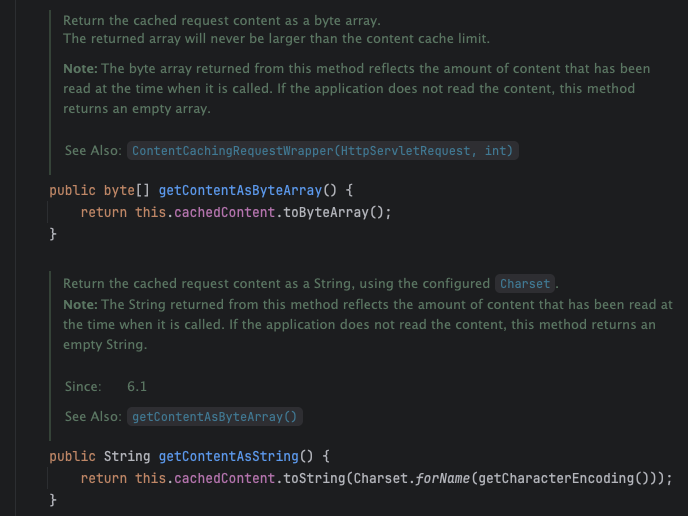 Return the cached request content as a byte array.
The returned array will never be larger than the content cache limit.
Note: The byte array returned from this method reflects the amount of content that has been
read at the time when it is called. If the application does not read the content, this method
returns an empty array.
See Also: ContentCachingRequestWrapper(HttpServletRequest, int)
public byte[] getContentAsByteArray() {
    return this.cachedContent.toByteArray();
}
Return the cached request content as a String, using the configured Charset.
Note: The String returned from this method reflects the amount of content that has been read at
the time when it is called. If the application does not read the content, this method returns an
empty String.
Since: 6.1
See Also: getContentAsByteArray()
public String getContentAsString() {
    return this.cachedContent.toString(Charset.forName(getCharacterEncoding()));
}